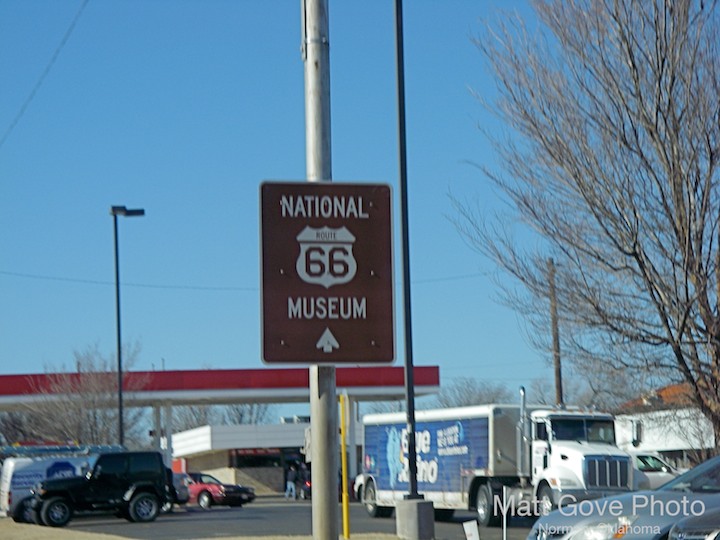 NATIONAL
ROUTE
66
MUSEUM
Matt Gove Photo
Norman, Oklahoma